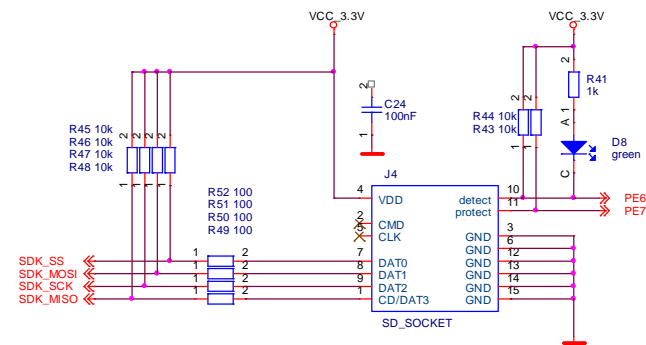 VCC_3.3V
VCC_3.3V
2
R41
1k
1
2
C24
100nF
1
R45 10k
R46 10k
R47 10k
R48 10k
2 2 2 2
1 1 1 1
R44 10k
R43 10k
2 2
1 1
A
D8
green
C
J4
R52 100
R51 100
R50 100
R49 100
4 VDD
2 CMD
5 CLK
detect 10
protect 11
PE6
PE7
GND 3
GND 6
GND 12
GND 13
GND 14
GND 15
SDK_SS 1 2 7 DAT0
SDK_MOSI 1 2 8 DAT1
SDK_SCK 1 2 9 DAT2
SDK_MISO 1 2 1 CD/DAT3
SD_SOCKET